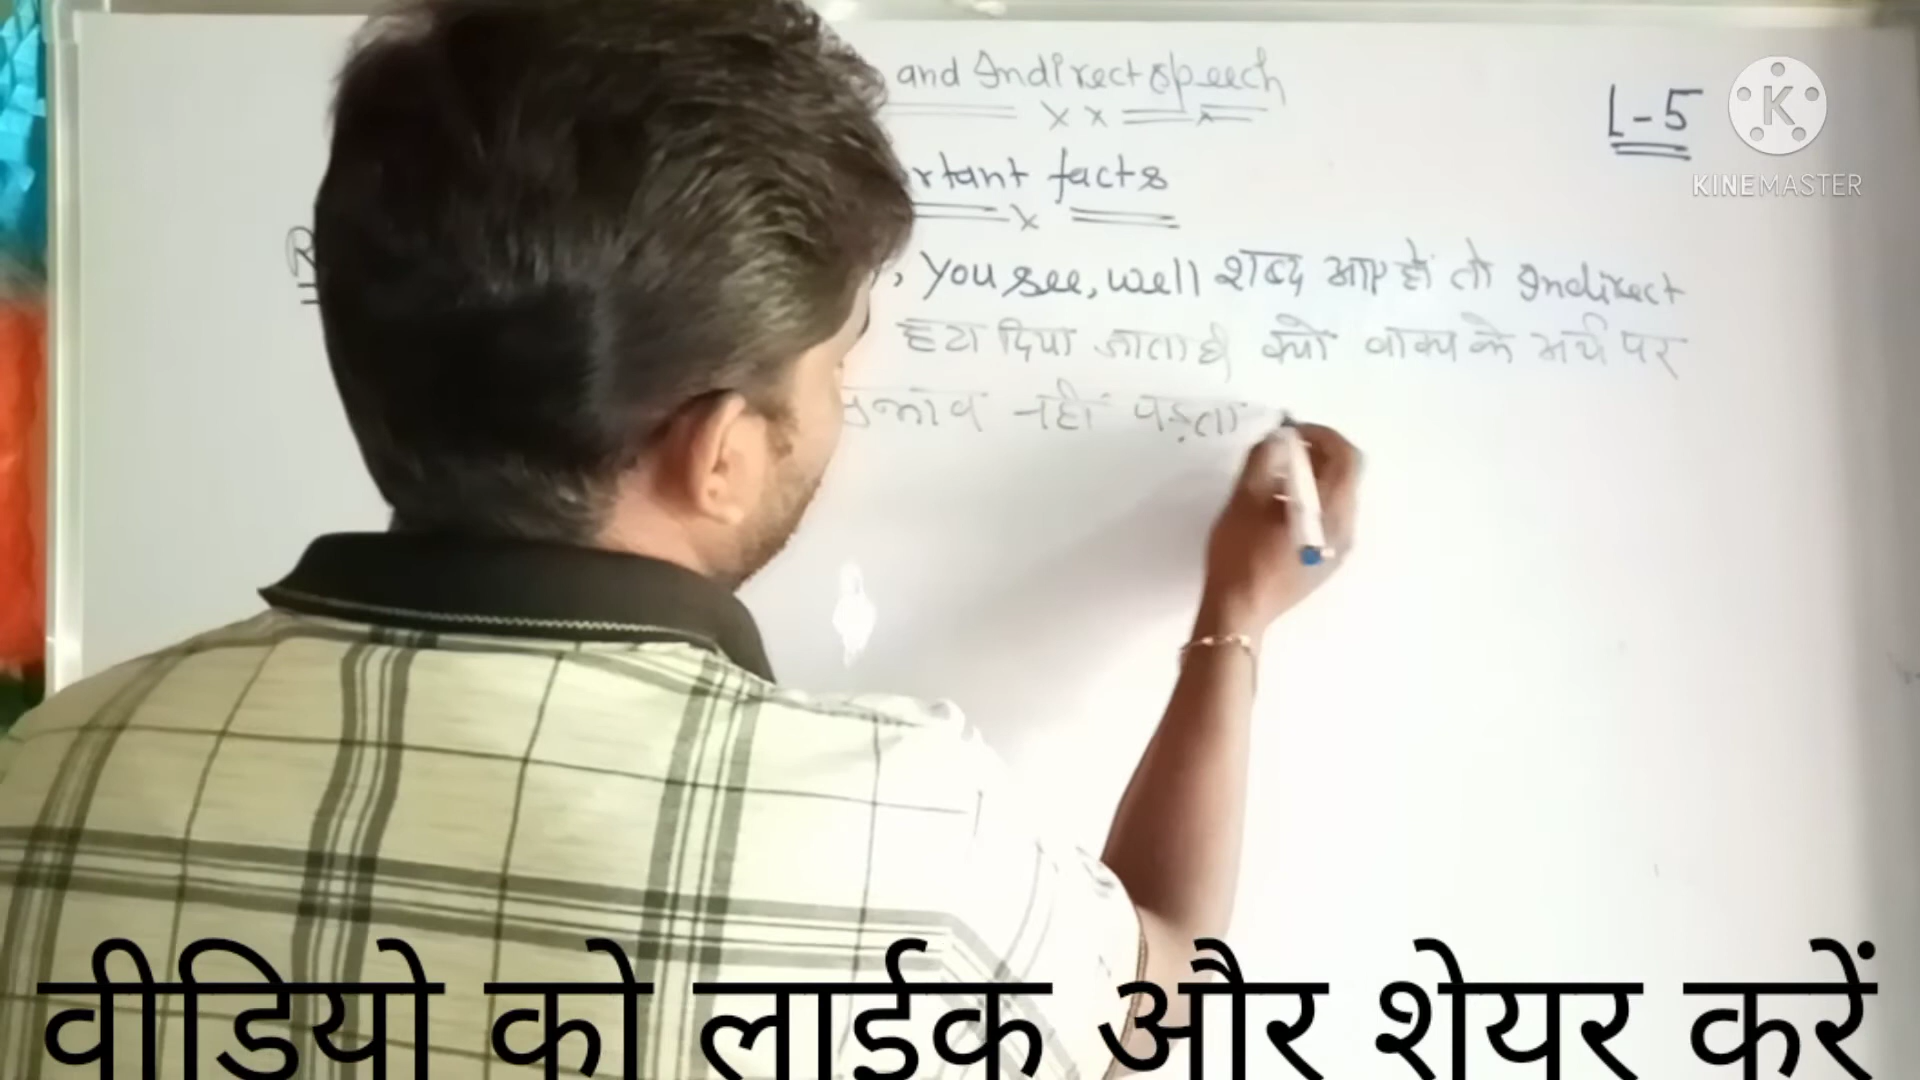 and Indirect speech
L-5
KINEMASTER
rtant facts
, You see, well शब्द आए हों तो Indirect
हटा दिया जाता है क्यों वाक्य के अर्थ पर
नहीं पड़ता
वीडियो को लाईक और शेयर करें